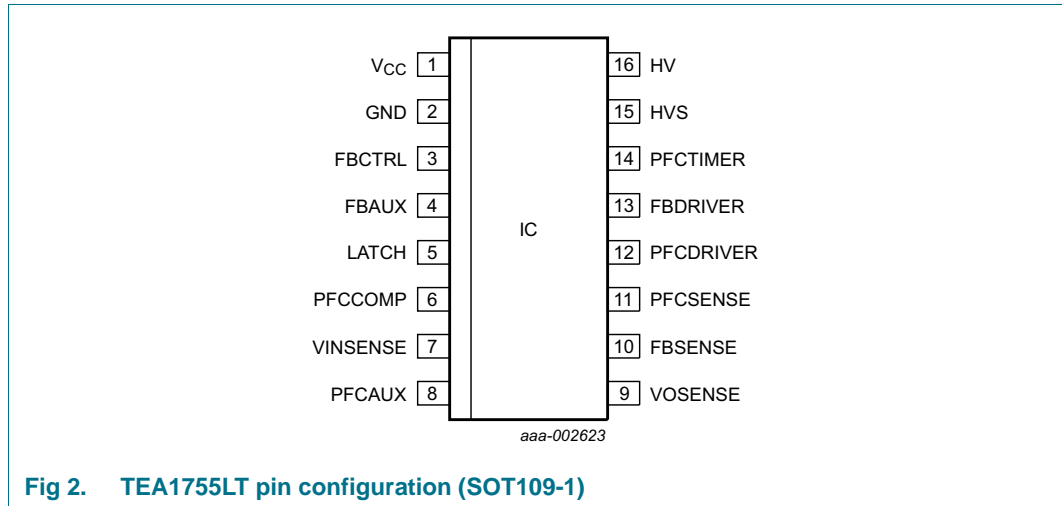 VCC 1
GND 2
FBCTRL 3
FBAUX 4
LATCH 5
PFCCOMP 6
VINSENSE 7
PFCAUX 8
IC
16 HV
15 HVS
14 PFCTIMER
13 FBDRIVER
12 PFCDRIVER
11 PFCSENSE
10 FBSENSE
9 VOSENSE
aaa-002623
Fig 2. TEA1755LT pin configuration (SOT109-1)